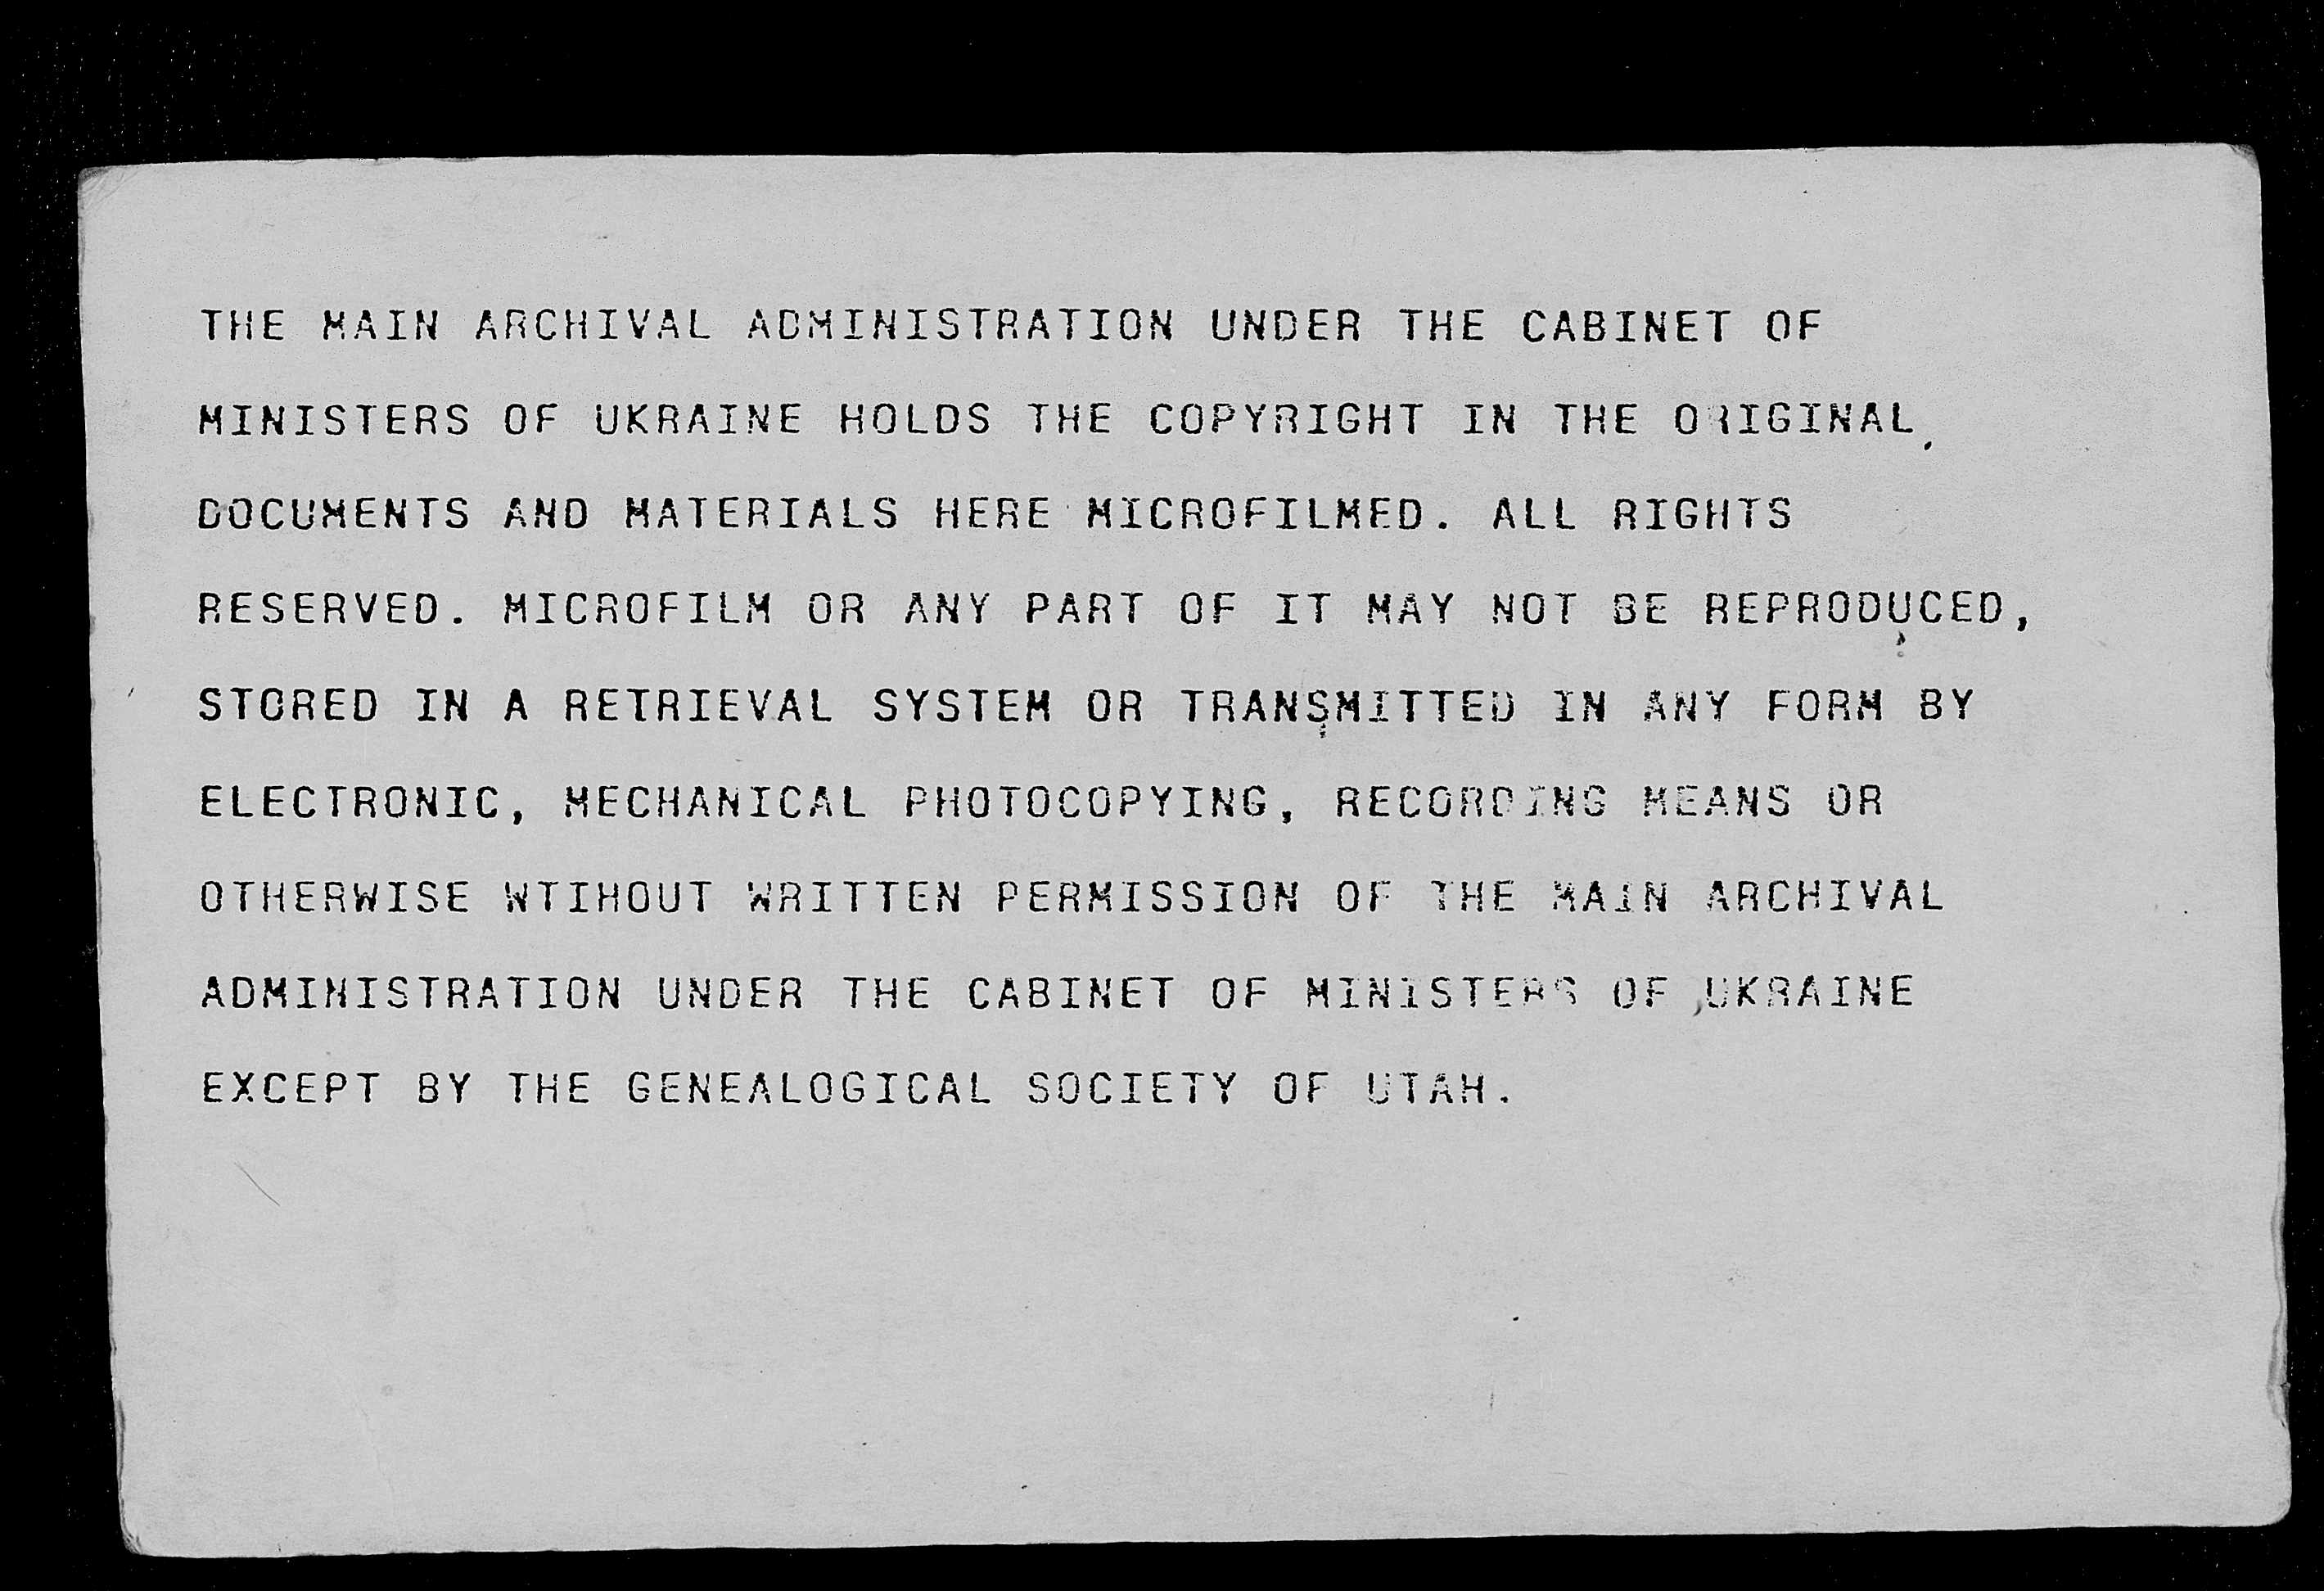 THE MAIN ARCHIVAL ADMINISTRATION UNDER THE CABINET OF
MINISTERS OF UKRAINE HOLDS THE COPYRIGHT IN THE ORIGINAL
DOCUMENTS AND MATERIALS HERE MICROFILMED. ALL RIGHTS
RESERVED. MICROFILM OR ANY PART OF IT MAY NOT BE REPRODUCED,
STORED IN A RETRIEVAL SYSTEM OR TRANSMITTED IN ANY FORM BY
ELECTRONIC, MECHANICAL PHOTOCOPYING, RECORDING MEANS OR
OTHERWISE WTIHOUT WRITTEN PERMISSION OF THE MAIN ARCHIVAL
ADMINISTRATION UNDER THE CABINET OF MINISTERS OF UKRAINE
EXCEPT BY THE GENEALOGICAL SOCIETY OF UTAH.